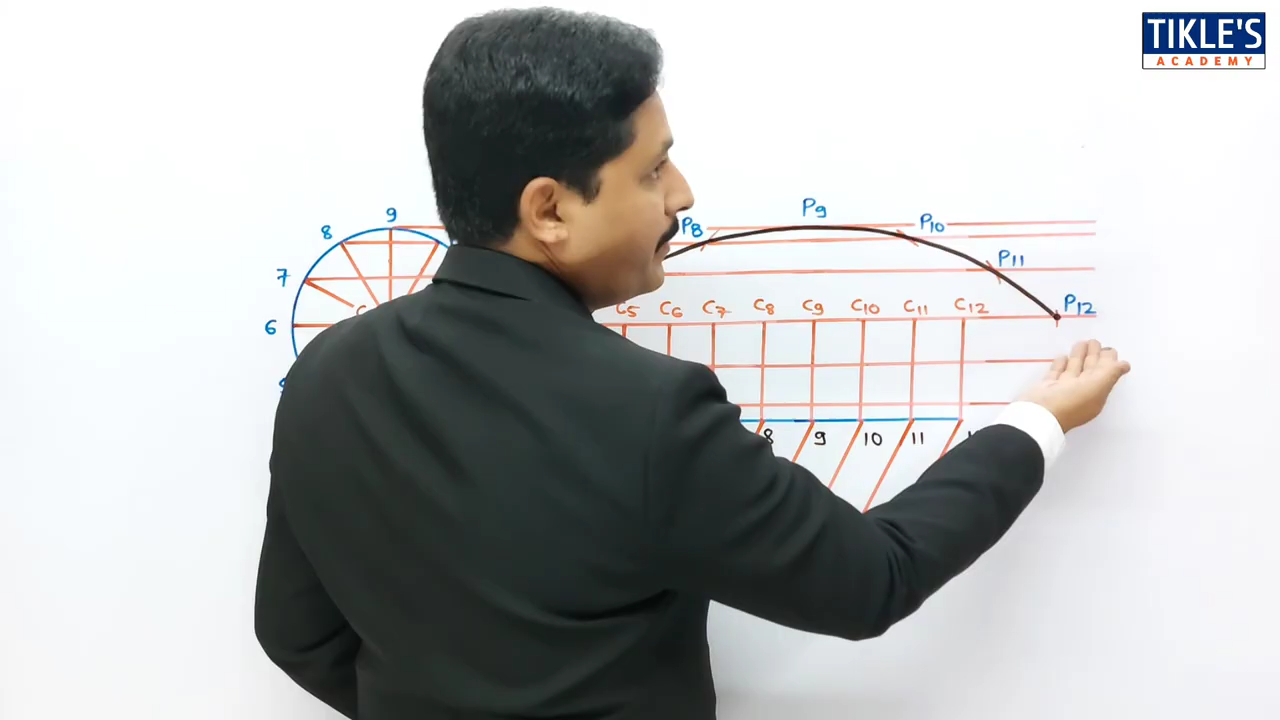 TIKLE'S
ACADEMY
9
8
7
6
P8 P9 P10
P11
P12
C5 C6 C7 C8 C9 C10 C11 C12
8 9 10 11